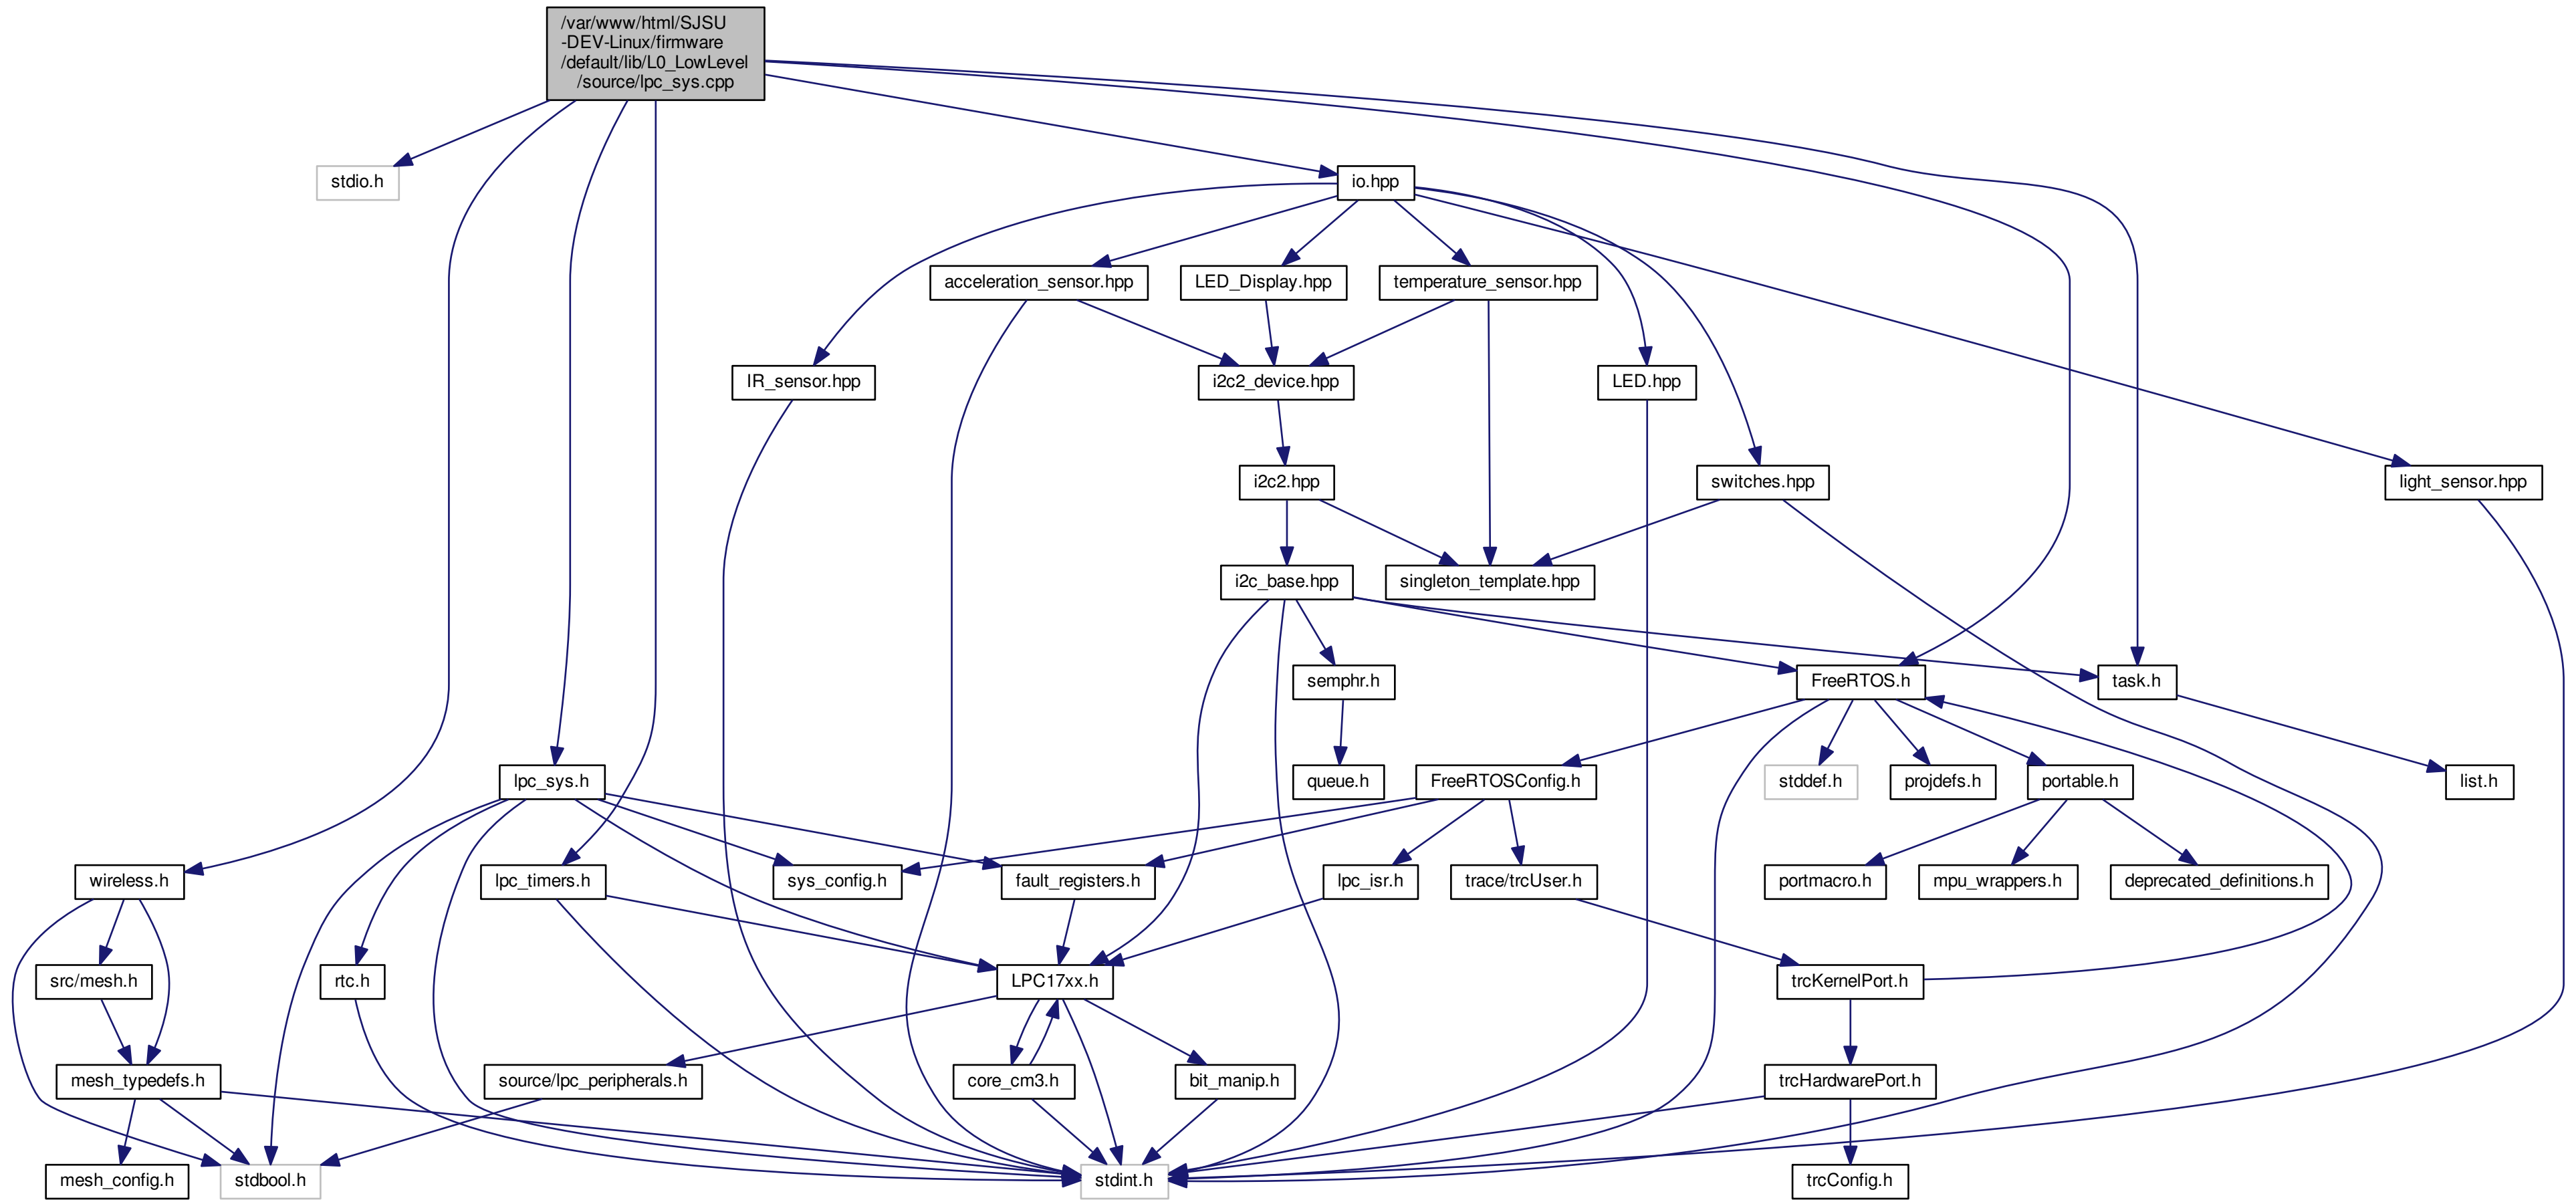 /var/www/html/SJSU
-DEV-Linux/firmware
/default/lib/L0_LowLevel
/source/lpc_sys.cpp
stdio.h
io.hpp
acceleration_sensor.hpp
LED_Display.hpp
temperature_sensor.hpp
IR_sensor.hpp
i2c2_device.hpp
LED.hpp
i2c2.hpp
switches.hpp
light_sensor.hpp
i2c_base.hpp
singleton_template.hpp
semphr.h
FreeRTOS.h
task.h
lpc_sys.h
queue.h
FreeRTOSConfig.h
stddef.h
projdefs.h
portable.h
list.h
wireless.h
lpc_timers.h
sys_config.h
fault_registers.h
lpc_isr.h
trace/trcUser.h
portmacro.h
mpu_wrappers.h
deprecated_definitions.h
src/mesh.h
rtc.h
LPC17xx.h
trcKernelPort.h
mesh_typedefs.h
source/lpc_peripherals.h
core_cm3.h
bit_manip.h
trcHardwarePort.h
mesh_config.h
stdbool.h
stdint.h
trcConfig.h